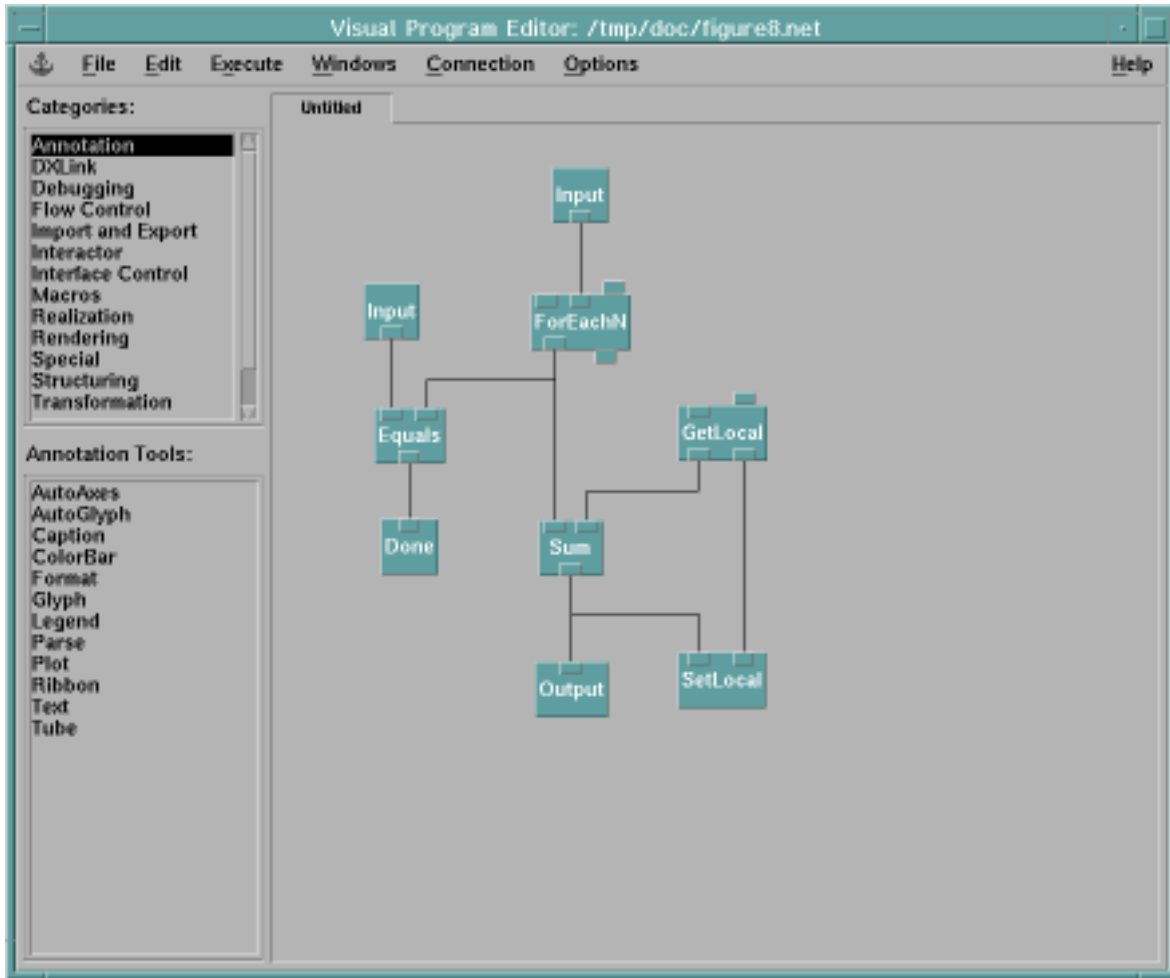 Visual Program Editor: /tmp/doc/figure8.net
File Edit Execute Windows Connection Options Help
Categories:
Annotation
DXLink
Debugging
Flow Control
Import and Export
Interactor
Interface Control
Macros
Realization
Rendering
Special
Structuring
Transformation
Annotation Tools:
AutoAxes
AutoGlyph
Caption
ColorBar
Format
Glyph
Legend
Parse
Plot
Ribbon
Text
Tube
Untitled
Input
Input
ForEachN
Equals
GetLocal
Done
Sum
Output
SetLocal